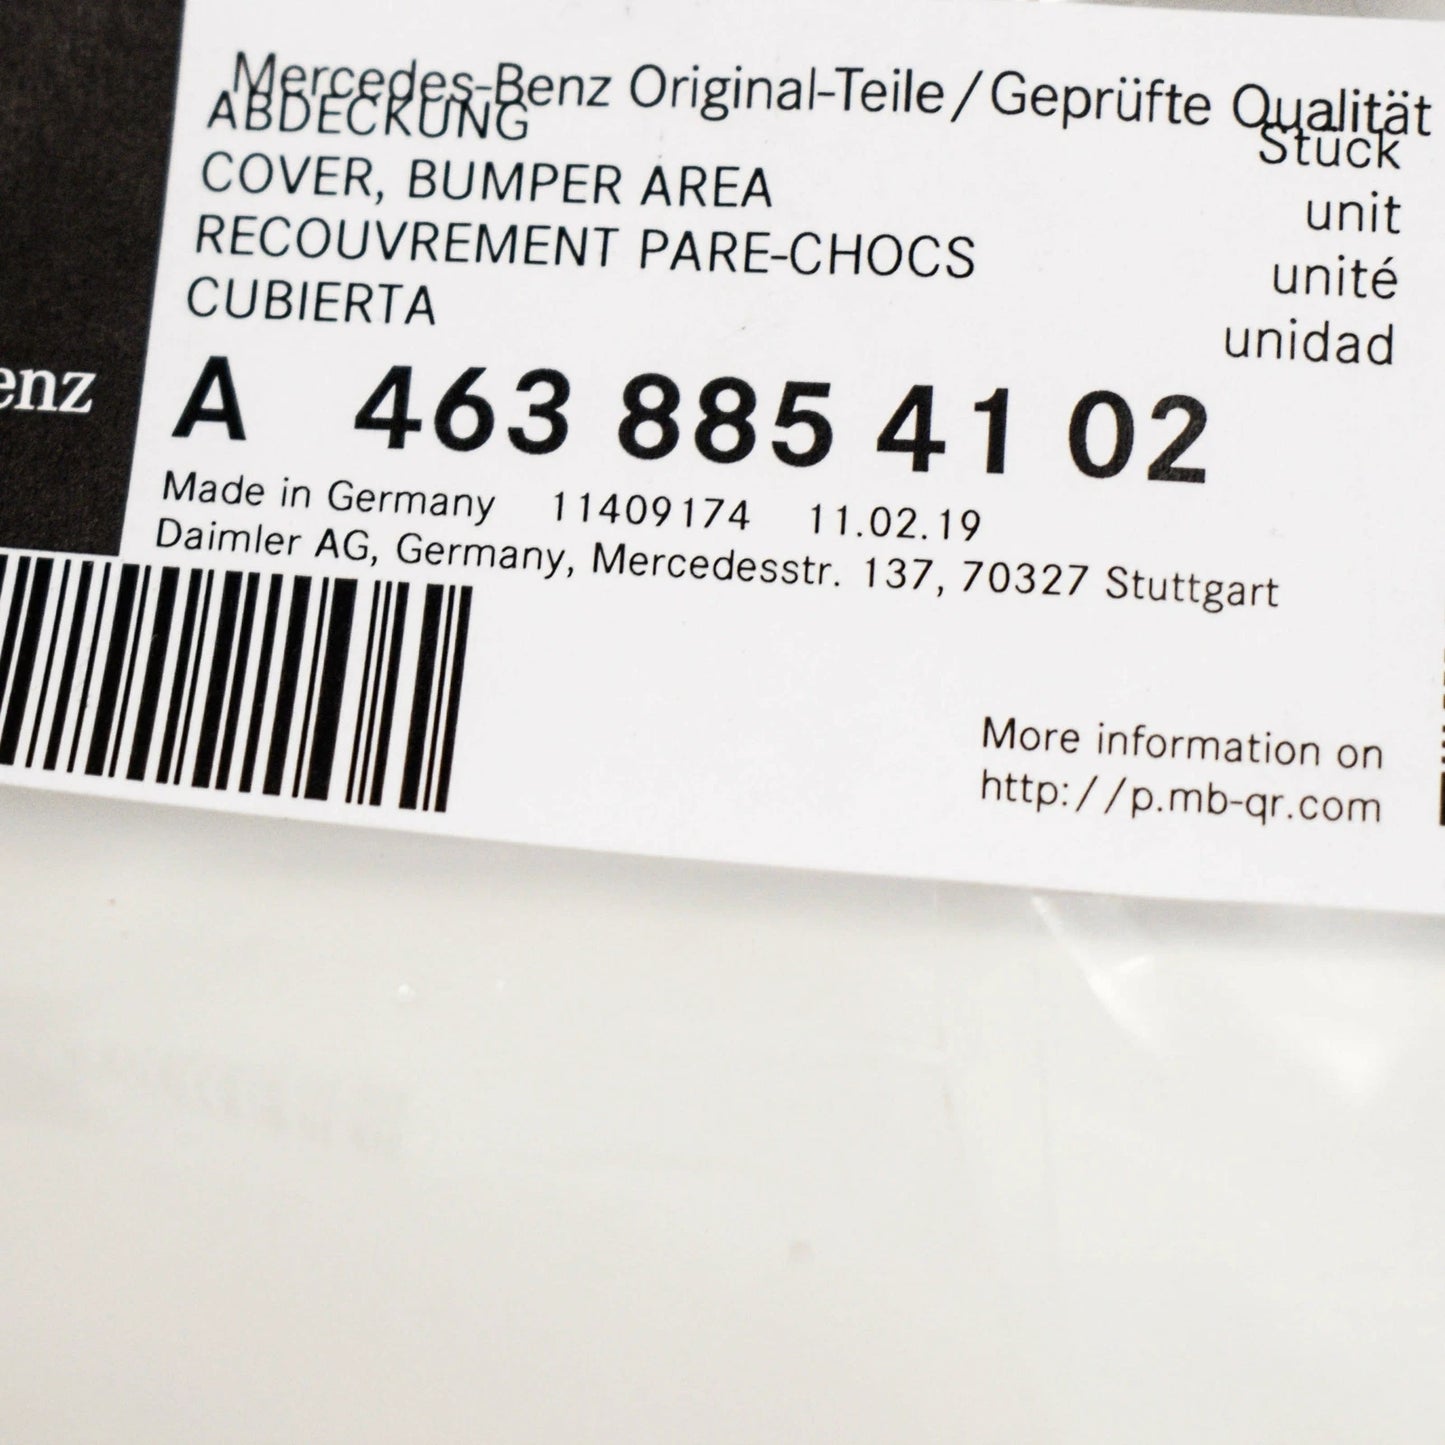 Mercedes-Benz Original-Teile/Geprüfte Qualität
ABDECKUNG
Stück
COVER, BUMPER AREA
unit
RECOUVREMENT PARE-CHOCS
unité
CUBIERTA
unidad
enz
A 463 885 41 02
Made in Germany 11409174 11.02.19
Daimler AG, Germany, Mercedesstr. 137, 70327 Stuttgart
More information on
http://p.mb-qr.com